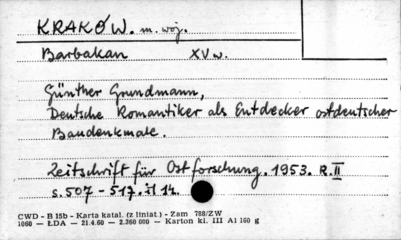 KRAKÓW. m. woj.
Barbakan XV w.
Günther Grundmann,
Deutsche Romantiker als Entdecker ostdeutscher
Baudenkmale.
Zeitschrift für Ostforschung. 1953. R. II
s. 507 - 517. il 14.
CWD - B 15b - Karta katal. (z liniat.) - Zam 788/ZW
1060 — ŁDA — 21.4.60 - 2.360 000 — Karton kl. III A1 160 g